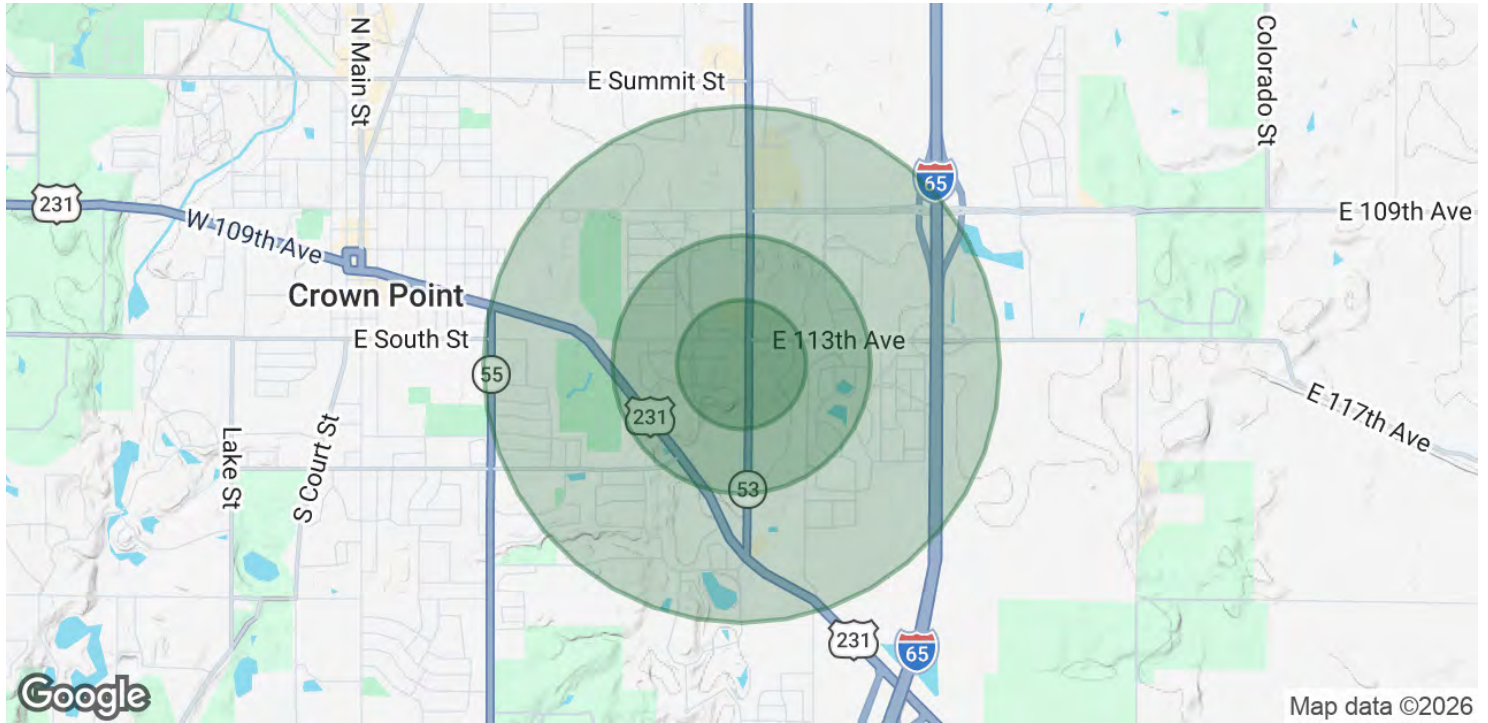 N Main St
E Summit St
Colorado St
65
231
E 109th Ave
W 109th Ave
Crown Point
E South St
E 113th Ave
55
231
E 117th Ave
Lake St
S Court St
53
231
65
Google
Map data ©2026